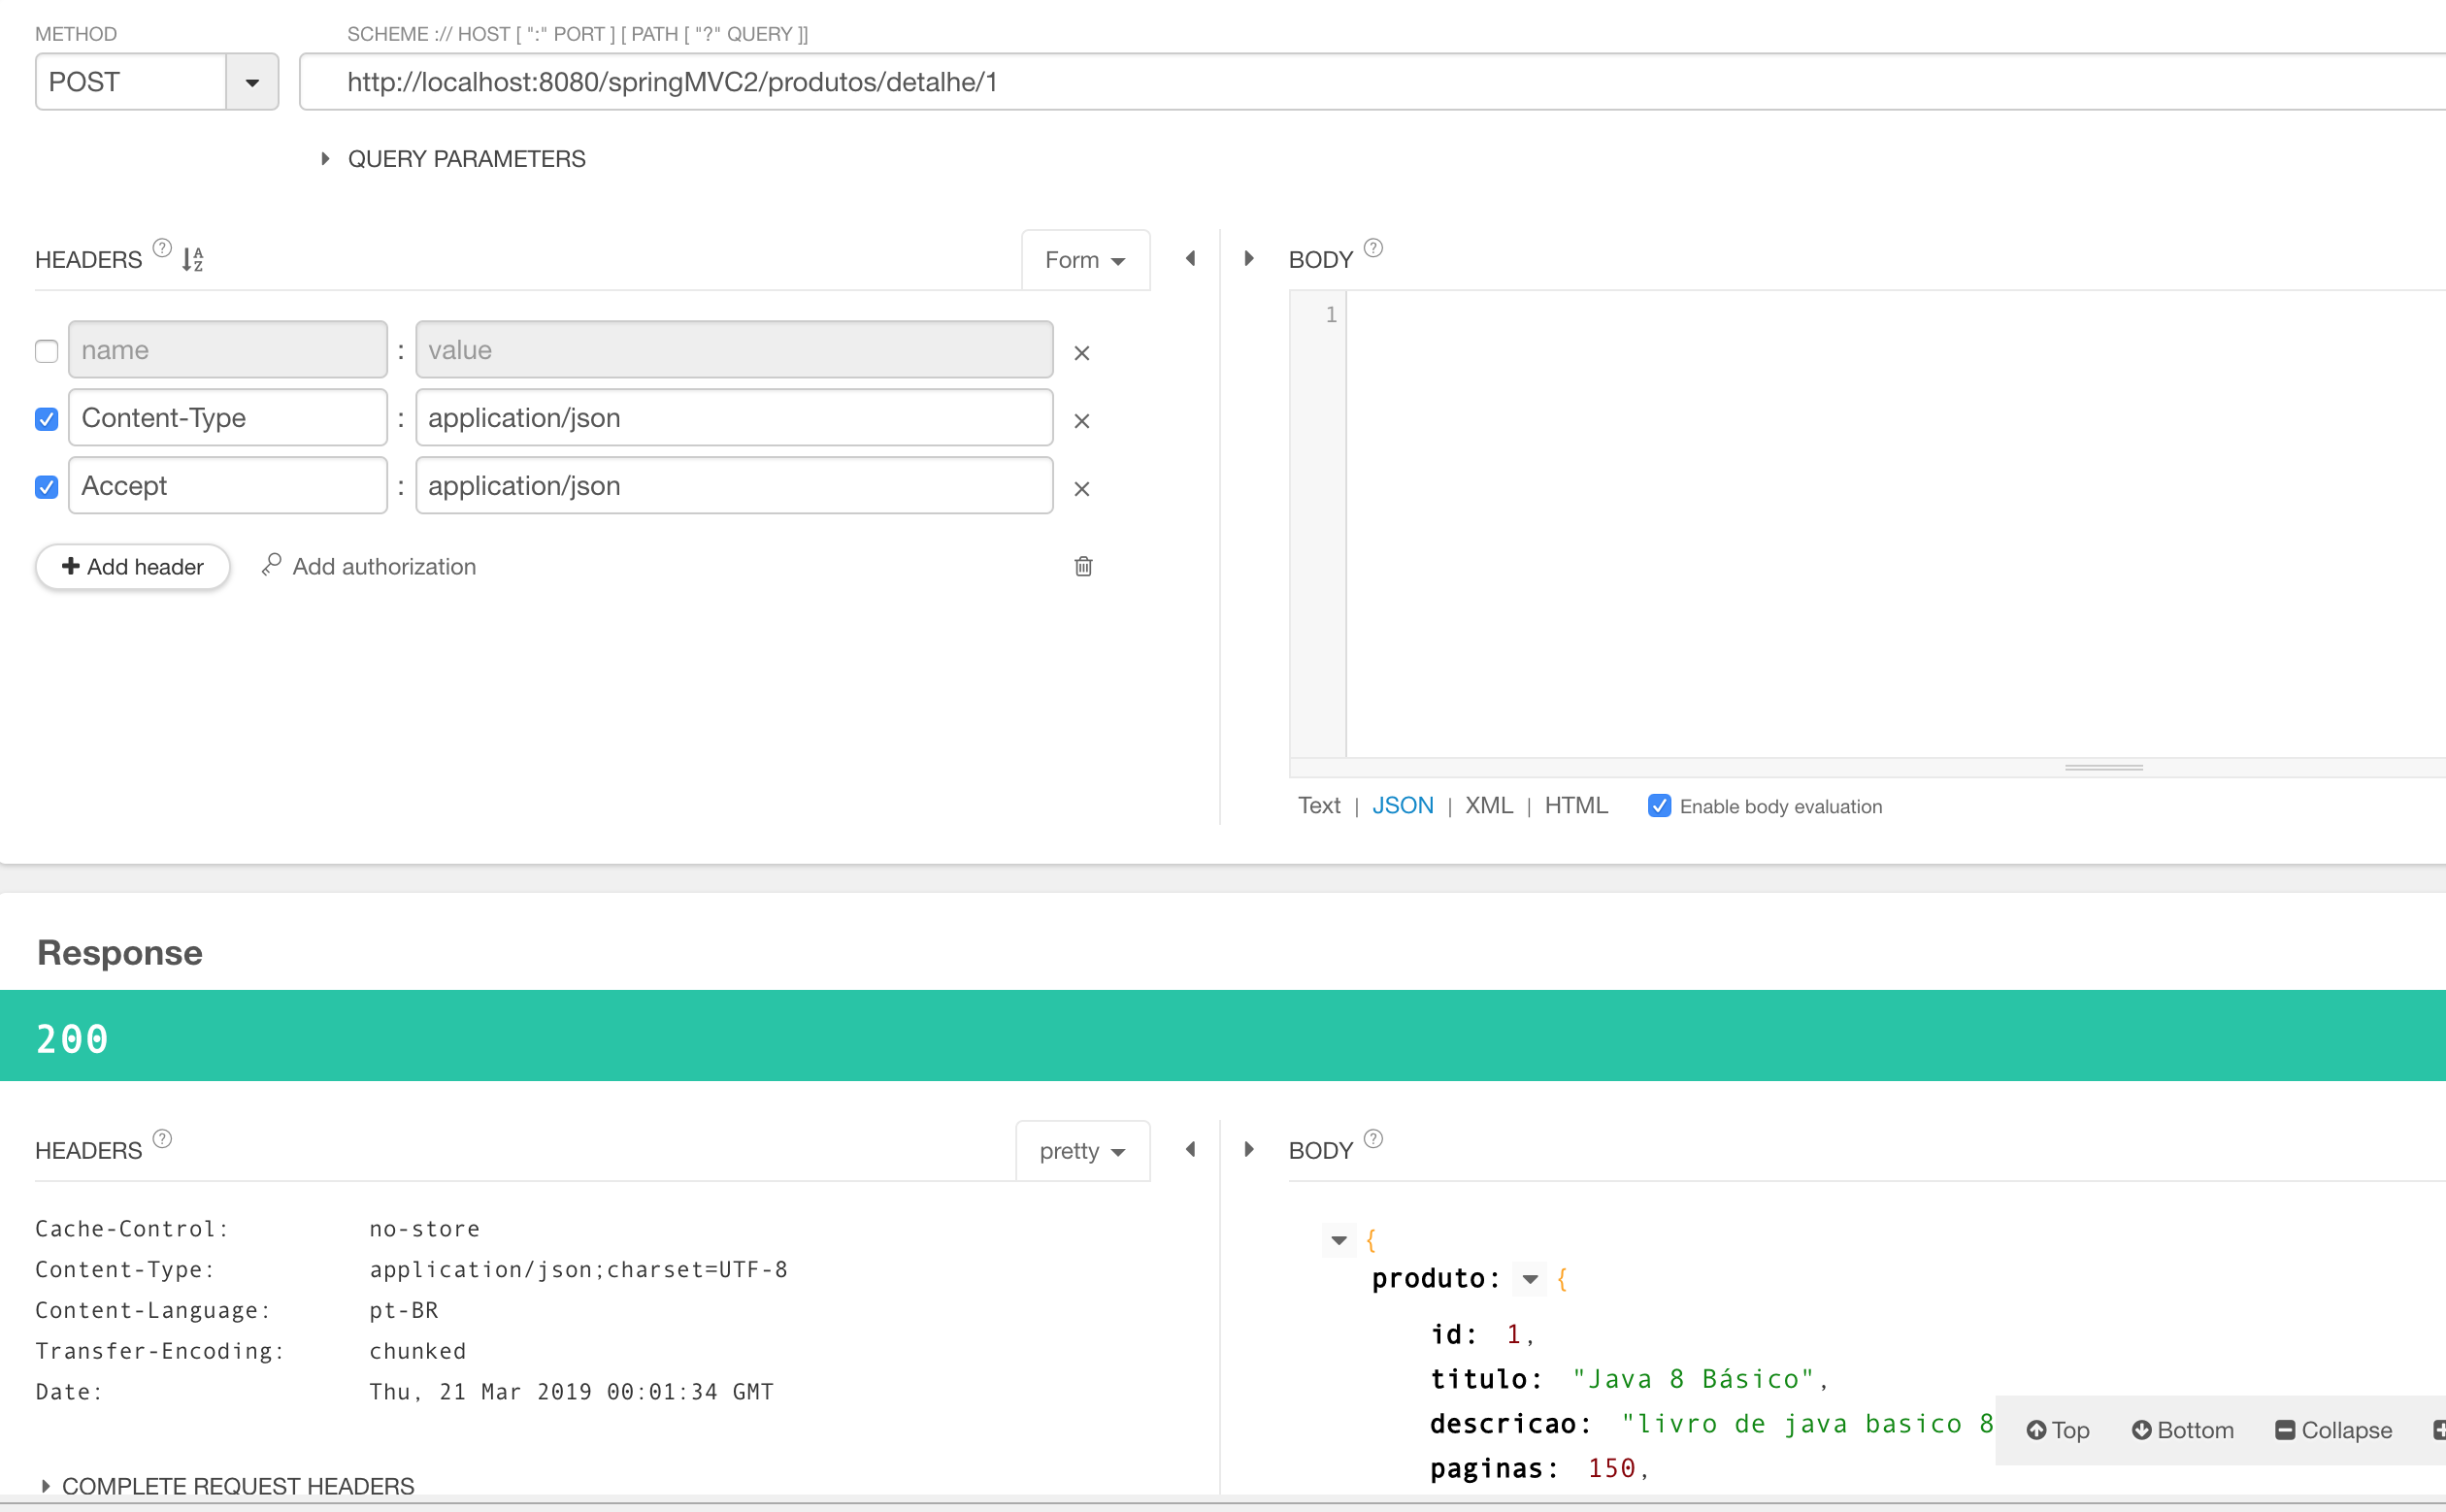 METHOD
SCHEME :// HOST [ ":" PORT ] [ PATH [ "?" QUERY ]]
POST
http://localhost:8080/springMVC2/produtos/detalhe/1
QUERY PARAMETERS
HEADERS ? A Z
Form
BODY ?
name : value
Content-Type : application/json
Accept : application/json
Add header
Add authorization
1
Text | JSON | XML | HTML
Enable body evaluation
Response
200
HEADERS ?
pretty
Cache-Control: no-store
Content-Type: application/json;charset=UTF-8
Content-Language: pt-BR
Transfer-Encoding: chunked
Date: Thu, 21 Mar 2019 00:01:34 GMT
COMPLETE REQUEST HEADERS
BODY ?
{
produto: {
id: 1,
titulo: "Java 8 Básico",
descricao: "livro de java basico 8
paginas: 150,
Top Bottom Collapse